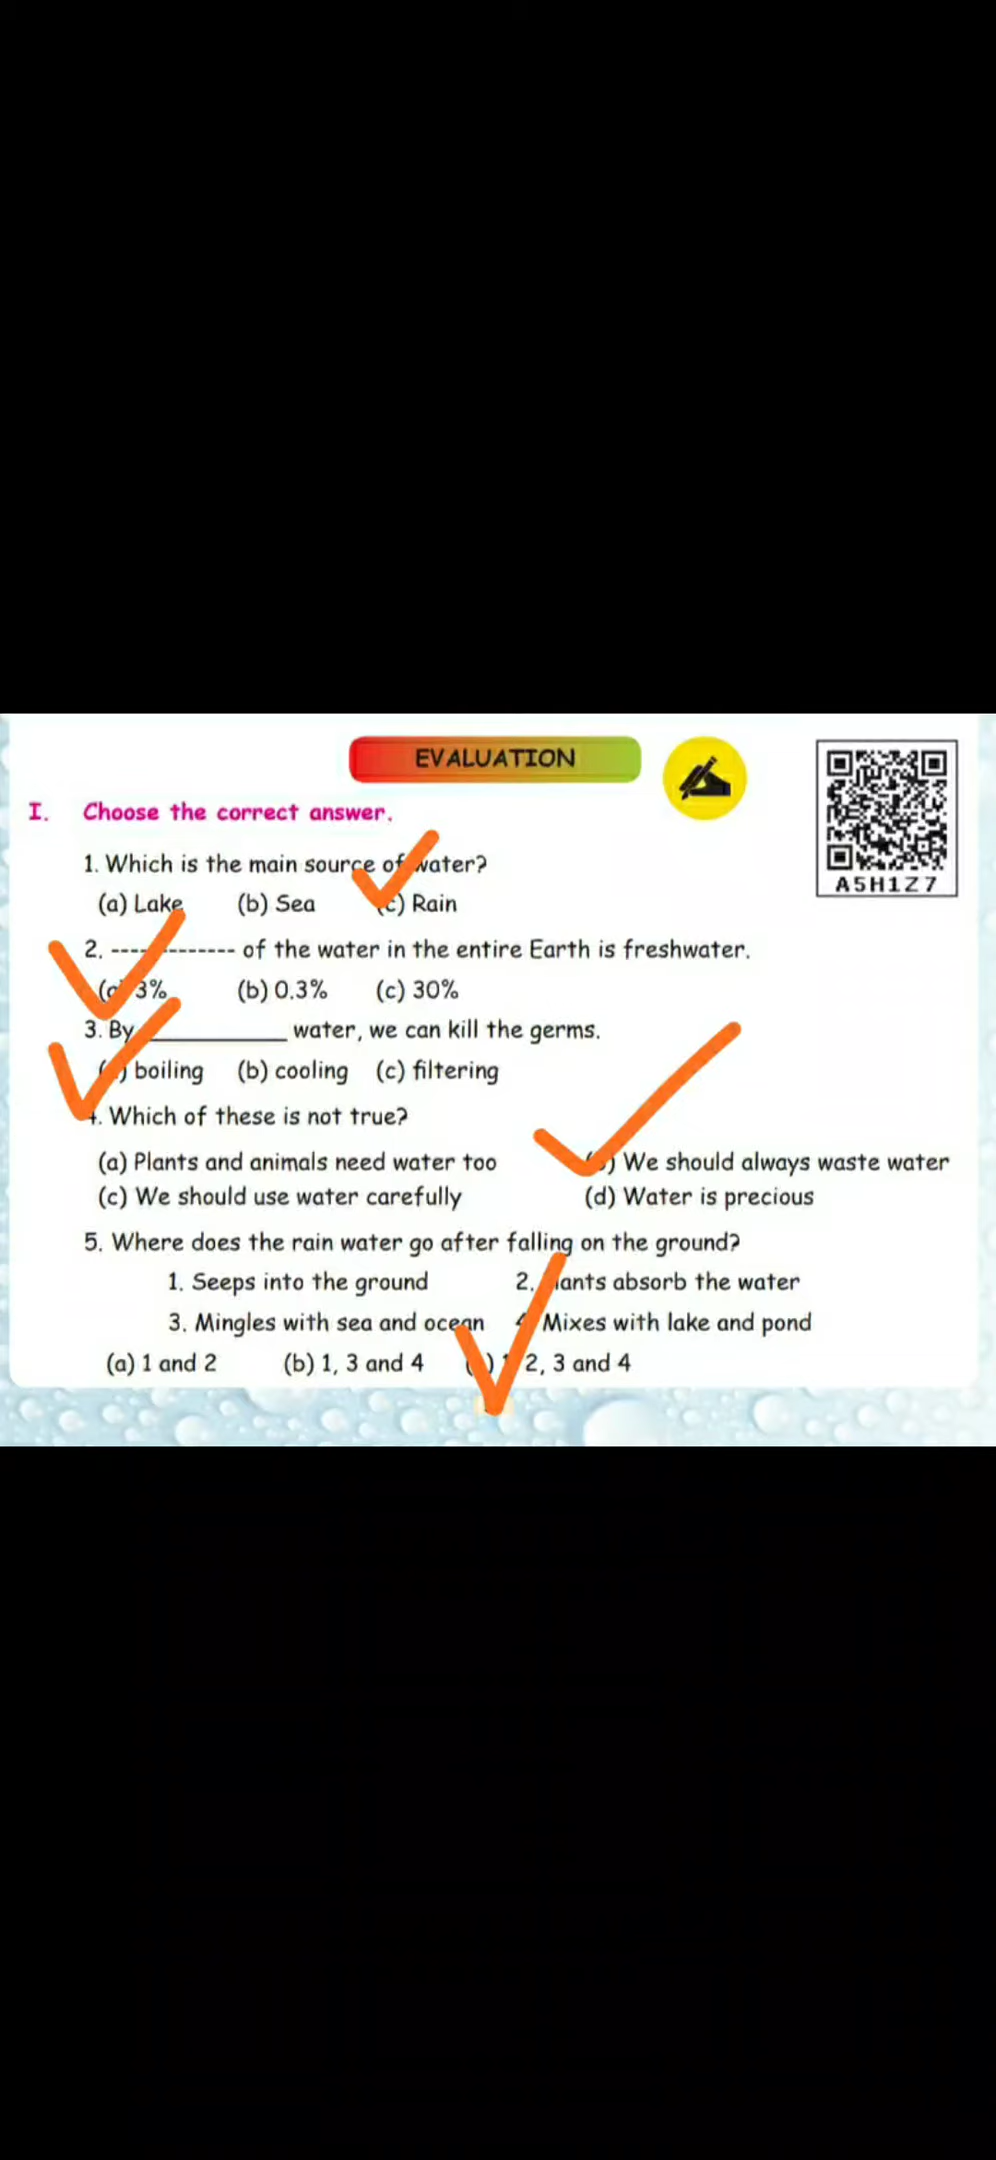 EVALUATION
I. Choose the correct answer.
A5H1Z7
1. Which is the main source of water?
(a) Lake (b) Sea (c) Rain
2. ------------- of the water in the entire Earth is freshwater.
(a) 3% (b) 0.3% (c) 30%
3. By ____________ water, we can kill the germs.
boiling (b) cooling (c) filtering
4. Which of these is not true?
(a) Plants and animals need water too (b) We should always waste water
(c) We should use water carefully (d) Water is precious
5. Where does the rain water go after falling on the ground?
1. Seeps into the ground 2. Plants absorb the water
3. Mingles with sea and ocean 4. Mixes with lake and pond
(a) 1 and 2 (b) 1, 3 and 4 (c) 1, 2, 3 and 4